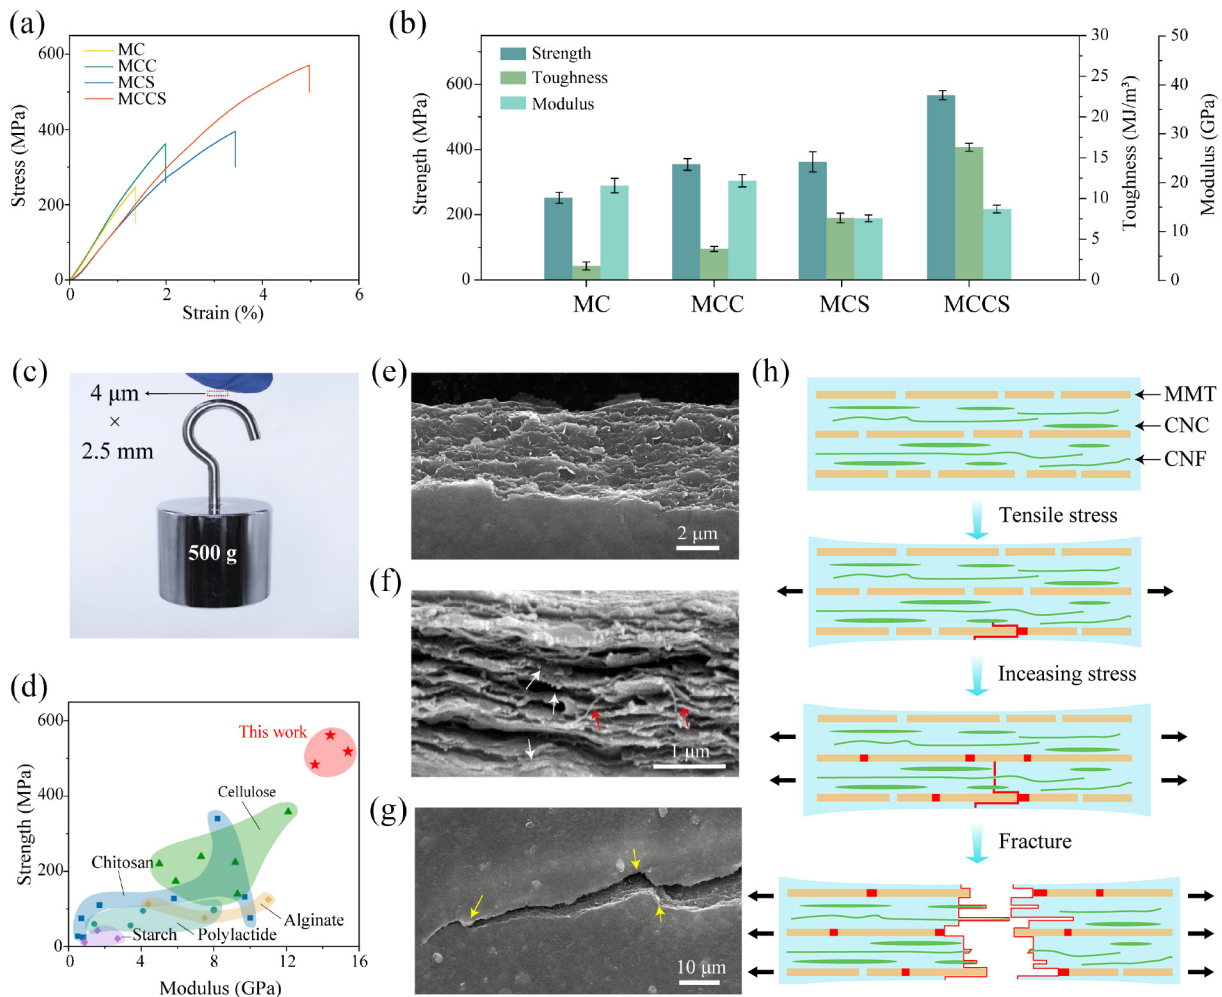 (a)
600
400
200
0
0
2
4
6
Stress (MPa)
Strain (%)
MC
MCC
MCS
MCCS
(b)
Strength
Toughness
Modulus
600
400
200
0
Strength (MPa)
MC
MCC
MCS
MCCS
30
25
20
15
10
5
0
Toughness (MJ/m³)
50
40
30
20
10
0
Modulus (GPa)
(c)
4 μm
×
2.5 mm
500 g
(d)
600
400
200
0
0
4
8
12
16
Strength (MPa)
Modulus (GPa)
This work
Cellulose
Chitosan
Alginate
Starch
Polylactide
(e)
2 μm
(f)
1 μm
(g)
10 μm
(h)
MMT
CNC
CNF
Tensile stress
Inceasing stress
Fracture